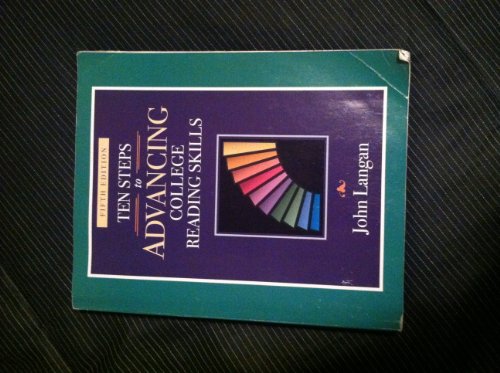 FIFTH EDITION
TEN STEPS
to
ADVANCING
COLLEGE
READING SKILLS
John Langan